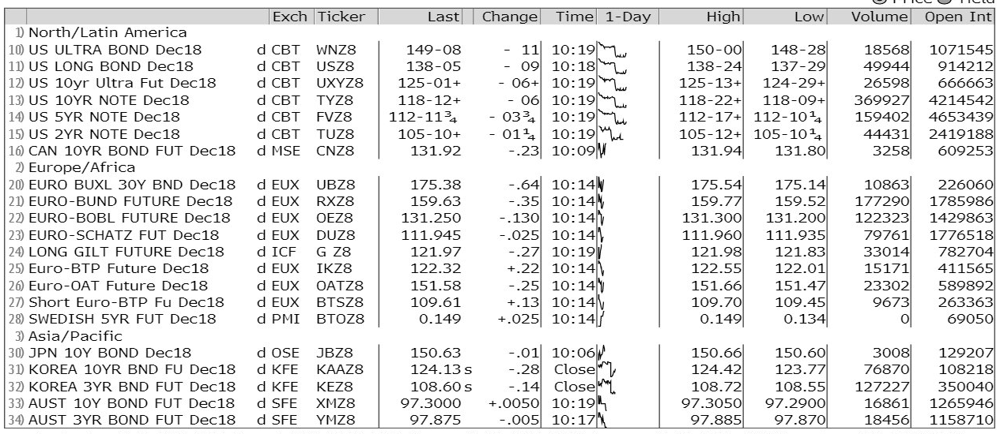 Price Yield
Exch Ticker Last Change Time 1-Day High Low Volume Open Int
1) North/Latin America
10) US ULTRA BOND Dec18 d CBT WNZ8 149-08 - 11 10:19 150-00 148-28 18568 1071545
11) US LONG BOND Dec18 d CBT USZ8 138-05 - 09 10:18 138-24 137-29 49944 914212
12) US 10yr Ultra Fut Dec18 d CBT UXYZ8 125-01+ - 06+ 10:19 125-13+ 124-29+ 26598 666663
13) US 10YR NOTE Dec18 d CBT TYZ8 118-12+ - 06 10:19 118-22+ 118-09+ 369927 4214542
14) US 5YR NOTE Dec18 d CBT FVZ8 112-11¾ - 03¾ 10:19 112-17+ 112-10¼ 159402 4653439
15) US 2YR NOTE Dec18 d CBT TUZ8 105-10+ - 01¼ 10:19 105-12+ 105-10¼ 44431 2419188
16) CAN 10YR BOND FUT Dec18 d MSE CNZ8 131.92 -.23 10:09 131.94 131.80 3258 609253
2) Europe/Africa
20) EURO BUXL 30Y BND Dec18 d EUX UBZ8 175.38 -.64 10:14 175.54 175.14 10863 226060
21) EURO-BUND FUTURE Dec18 d EUX RXZ8 159.63 -.35 10:14 159.77 159.52 177290 1785986
22) EURO-BOBL FUTURE Dec18 d EUX OEZ8 131.250 -.130 10:14 131.300 131.200 122323 1429863
23) EURO-SCHATZ FUT Dec18 d EUX DUZ8 111.945 -.025 10:14 111.960 111.935 79761 1776518
24) LONG GILT FUTURE Dec18 d ICF G Z8 121.97 -.27 10:19 121.98 121.83 33014 782704
25) Euro-BTP Future Dec18 d EUX IKZ8 122.32 +.22 10:14 122.55 122.01 15171 411565
26) Euro-OAT Future Dec18 d EUX OATZ8 151.58 -.25 10:14 151.66 151.47 23302 589892
27) Short Euro-BTP Fu Dec18 d EUX BTSZ8 109.61 +.13 10:14 109.70 109.45 9673 263363
28) SWEDISH 5YR FUT Dec18 d PMI BTOZ8 0.149 +.025 10:14 0.149 0.134 0 69050
3) Asia/Pacific
30) JPN 10Y BOND Dec18 d OSE JBZ8 150.63 -.01 10:06 150.66 150.60 3008 129207
31) KOREA 10YR BND FU Dec18 d KFE KAAZ8 124.13 s -.28 Close 124.42 123.77 76870 108218
32) KOREA 3YR BND FUT Dec18 d KFE KEZ8 108.60 s -.14 Close 108.72 108.55 127227 350040
33) AUST 10Y BOND FUT Dec18 d SFE XMZ8 97.3000 +.0050 10:19 97.3050 97.2900 16861 1265946
34) AUST 3YR BOND FUT Dec18 d SFE YMZ8 97.875 -.005 10:17 97.885 97.870 18456 1158710